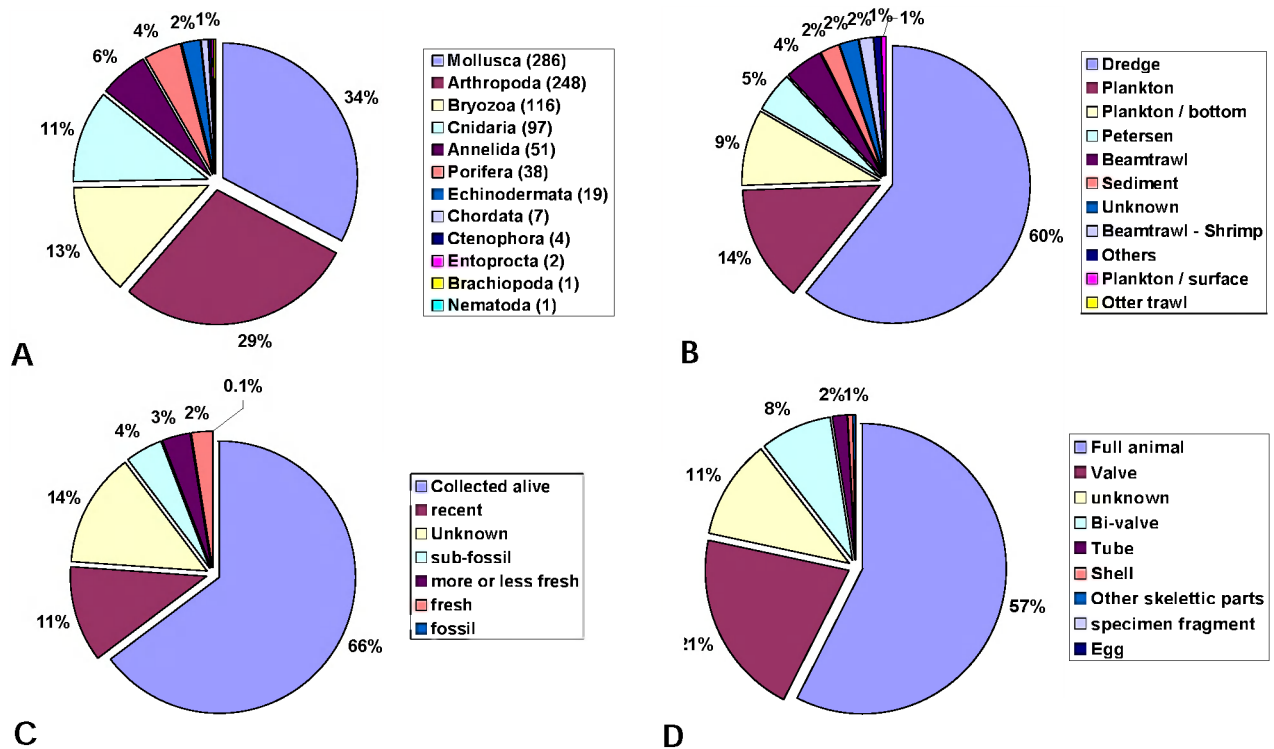 2%
1%
4%
6%
11%
13%
34%
29%
Mollusca (286)
Arthropoda (248)
Bryozoa (116)
Cnidaria (97)
Annelida (51)
Porifera (38)
Echinodermata (19)
Chordata (7)
Ctenophora (4)
Entoprocta (2)
Brachiopoda (1)
Nematoda (1)
A
2%
2%
2%
1%
1%
4%
5%
9%
14%
60%
Dredge
Plankton
Plankton / bottom
Petersen
Beamtrawl
Sediment
Unknown
Beamtrawl - Shrimp
Others
Plankton / surface
Otter trawl
B
0.1%
2%
3%
4%
14%
11%
66%
Collected alive
recent
Unknown
sub-fossil
more or less fresh
fresh
fossil
C
2%
1%
8%
11%
21%
57%
Full animal
Valve
unknown
Bi-valve
Tube
Shell
Other skelettic parts
specimen fragment
Egg
D